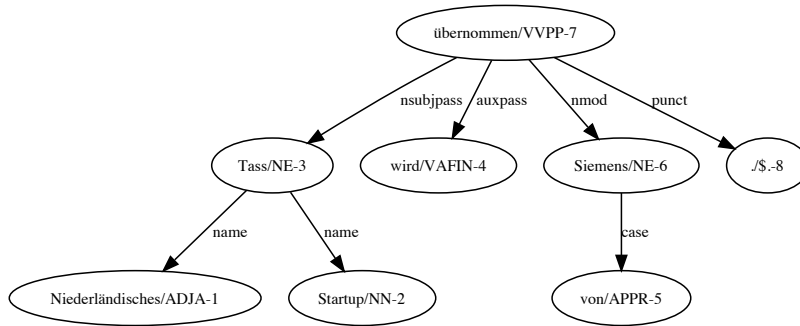 übernommen/VVPP-7
nsubjpass auxpass nmod punct
Tass/NE-3 wird/VAFIN-4 Siemens/NE-6 ./$.-8
name name case
Niederländisches/ADJA-1 Startup/NN-2 von/APPR-5